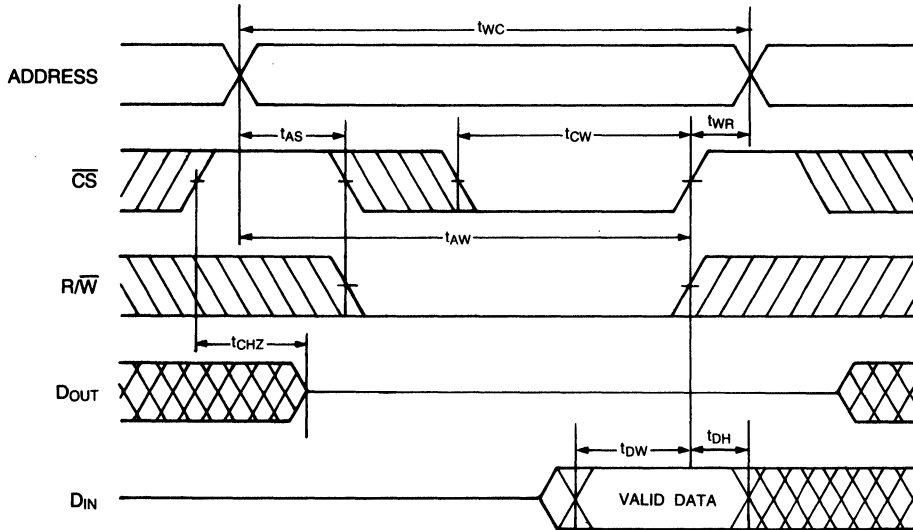 tWC
ADDRESS
tAS
tCW
tWR
CS
tAW
R/W
tCHZ
DOUT
tDW
tDH
DIN
VALID DATA